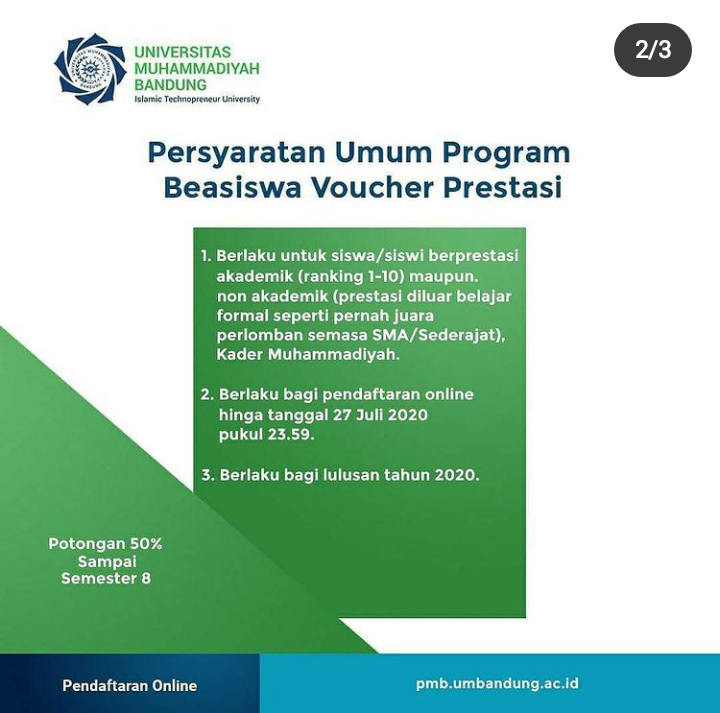 UNIVERSITAS
MUHAMMADIYAH
BANDUNG
Islamic Technopreneur University
2/3
Persyaratan Umum Program
Beasiswa Voucher Prestasi
1. Berlaku untuk siswa/siswi berprestasi
akademik (ranking 1-10) maupun.
non akademik (prestasi diluar belajar
formal seperti pernah juara
perlomban semasa SMA/Sederajat),
Kader Muhammadiyah.
2. Berlaku bagi pendaftaran online
hinga tanggal 27 Juli 2020
pukul 23.59.
3. Berlaku bagi lulusan tahun 2020.
Potongan 50%
Sampai
Semester 8
Pendaftaran Online
pmb.umbandung.ac.id